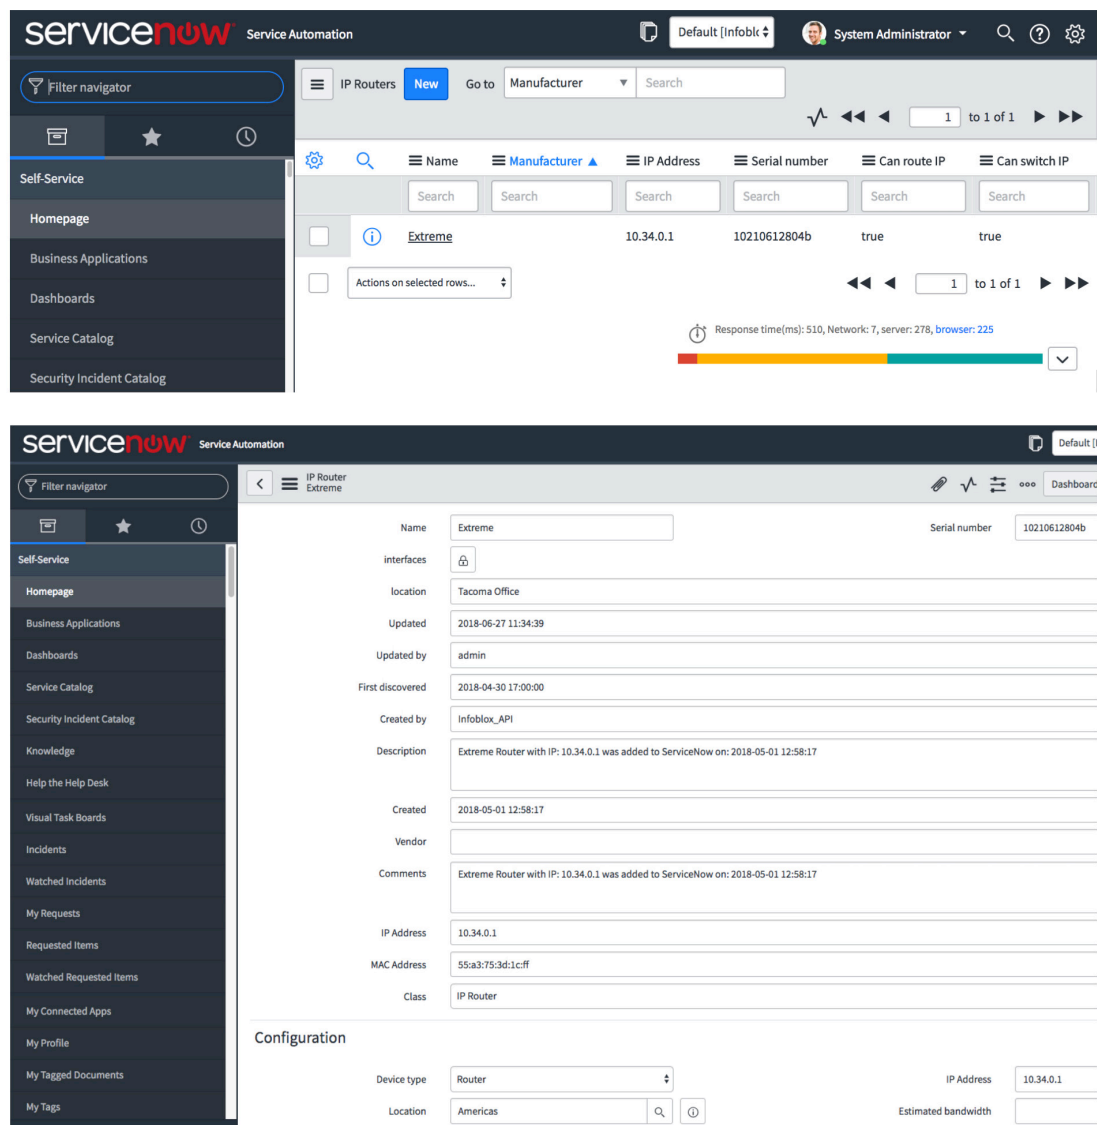 servicenow Service Automation Default [Infoblc System Administrator
Filter navigator
IP Routers New Go to Manufacturer Search
1 to 1 of 1
Name Manufacturer IP Address Serial number Can route IP Can switch IP
Self-Service
Search Search Search Search Search Search
Homepage
Extreme 10.34.0.1 10210612804b true true
Business Applications
Actions on selected rows... 1 to 1 of 1
Dashboards
Service Catalog
Response time(ms): 510, Network: 7, server: 278, browser: 225
Security Incident Catalog
servicenow Service Automation Default [I
Filter navigator
IP Router
Extreme
Dashboard
Name Extreme Serial number 10210612804b
Self-Service
interfaces
Homepage
location Tacoma Office
Business Applications
Updated 2018-06-27 11:34:39
Dashboards
Updated by admin
Service Catalog
First discovered 2018-04-30 17:00:00
Security Incident Catalog
Created by Infoblox_API
Knowledge
Description Extreme Router with IP: 10.34.0.1 was added to ServiceNow on: 2018-05-01 12:58:17
Help the Help Desk
Visual Task Boards
Created 2018-05-01 12:58:17
Incidents
Vendor
Watched Incidents
Comments Extreme Router with IP: 10.34.0.1 was added to ServiceNow on: 2018-05-01 12:58:17
My Requests
Requested Items
IP Address 10.34.0.1
Watched Requested Items
MAC Address 55:a3:75:3d:1c:ff
My Connected Apps
Class IP Router
My Profile
Configuration
My Tagged Documents
Device type Router IP Address 10.34.0.1
My Tags
Location Americas Estimated bandwidth